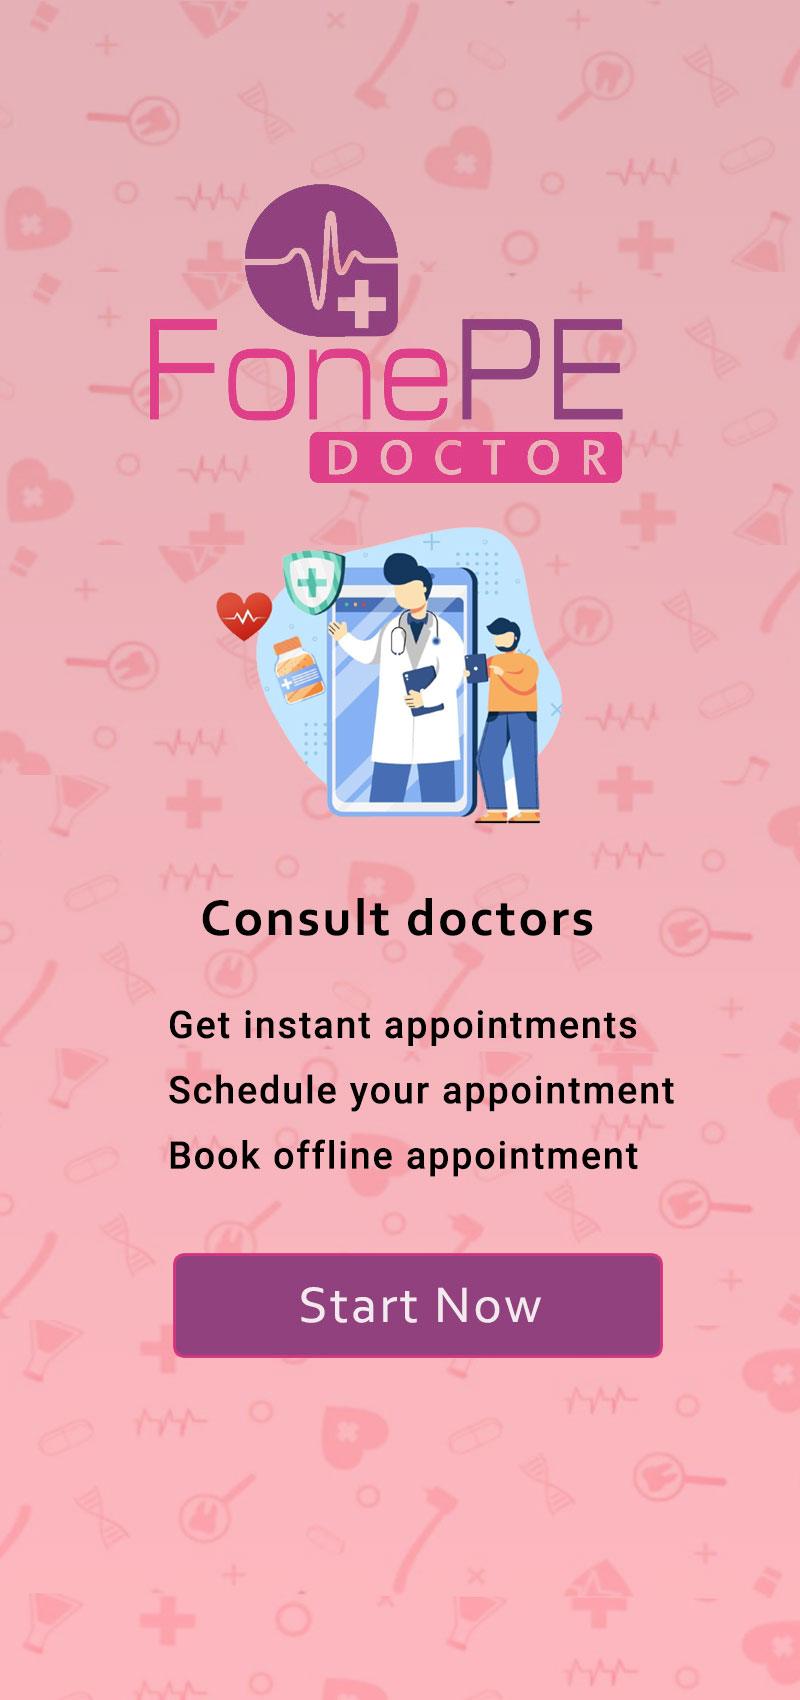 FonePE
DOCTOR
Consult doctors
Get instant appointments
Schedule your appointment
Book offline appointment
Start Now